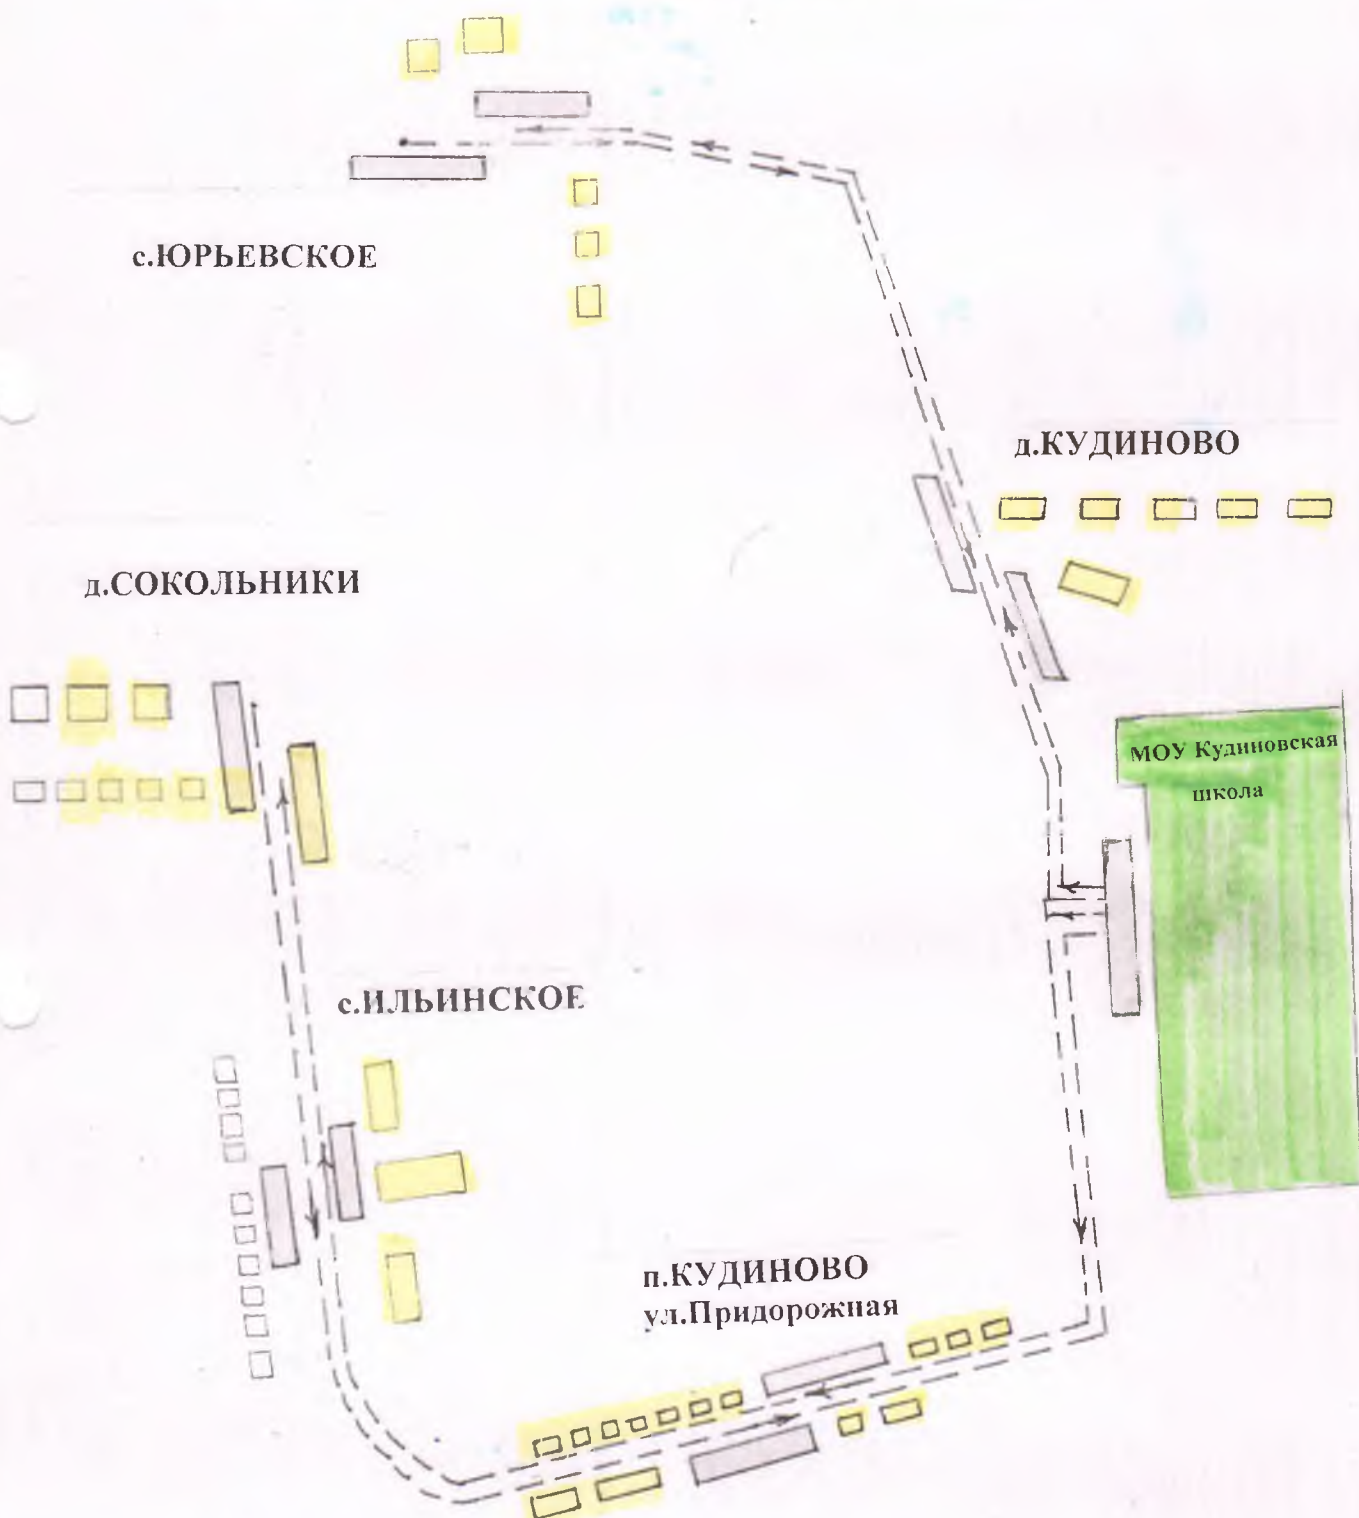 с.ЮРЬЕВСКОЕ
д.КУДИНОВО
д.СОКОЛЬНИКИ
МОУ Кудиновская
школа
с.ИЛЬИНСКОЕ
п.КУДИНОВО
ул.Придорожная